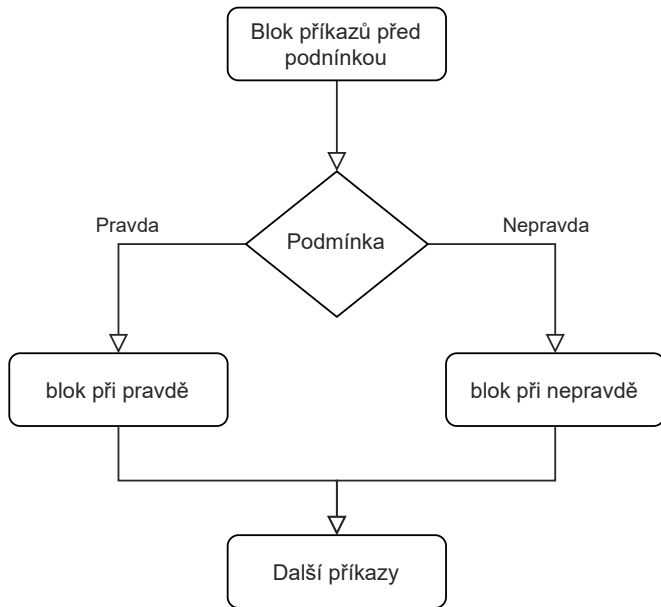 Blok příkazů před
podnínkou
Pravda
Podmínka
Nepravda
blok při pravdě
blok při nepravdě
Další příkazy